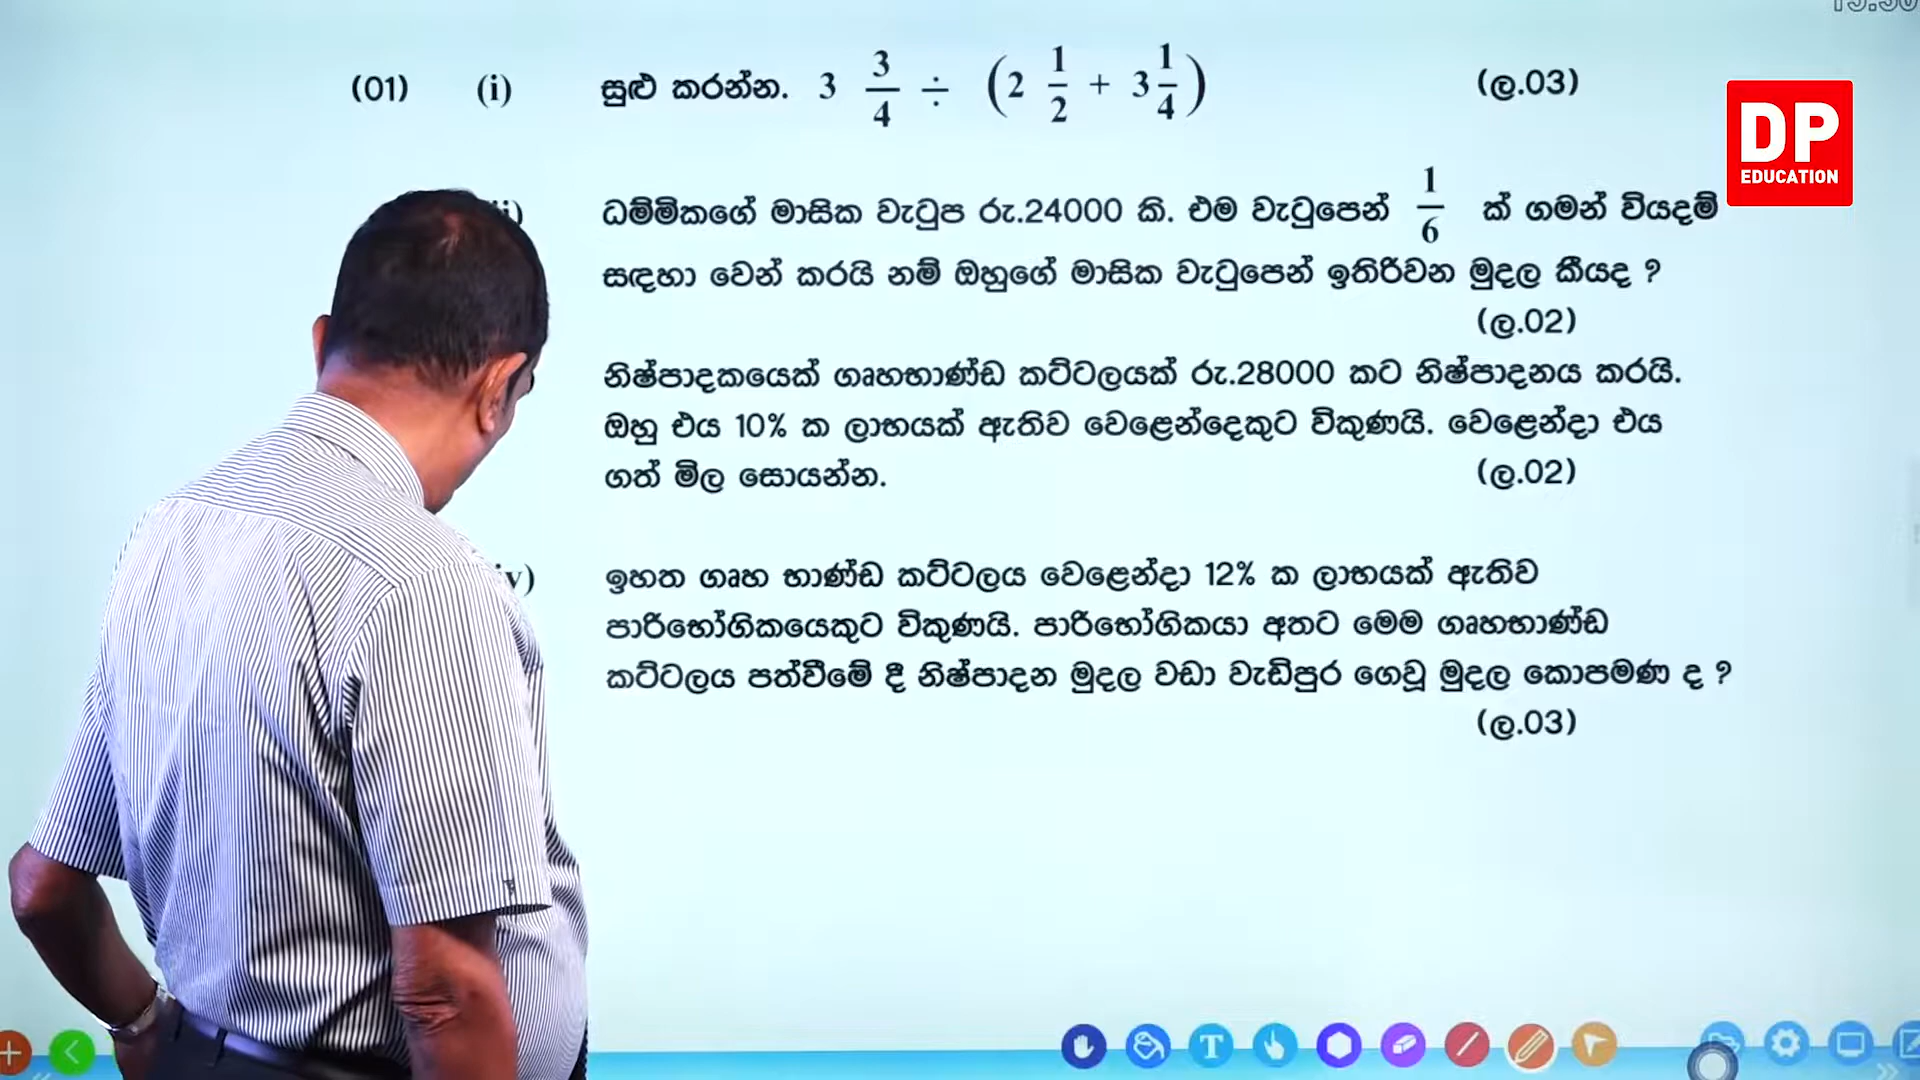 (01) (i) සුළු කරන්න. 3 3/4 ÷ (2 1/2 + 3 1/4) (ල.03)
DP
EDUCATION
ධම්මිකගේ මාසික වැටුප රු.24000 කි. එම වැටුපෙන් 1/6 ක් ගමන් වියදම්
සඳහා වෙන් කරයි නම් ඔහුගේ මාසික වැටුපෙන් ඉතිරිවන මුදල කීයද ?
(ල.02)
නිෂ්පාදකයෙක් ගෘහභාණ්ඩ කට්ටලයක් රු.28000 කට නිෂ්පාදනය කරයි.
ඔහු එය 10% ක ලාභයක් ඇතිව වෙළෙන්දෙකුට විකුණයි. වෙළෙන්දා එය
ගත් මිල සොයන්න. (ල.02)
ඉහත ගෘහ භාණ්ඩ කට්ටලය වෙළෙන්දා 12% ක ලාභයක් ඇතිව
පාරිභෝගිකයෙකුට විකුණයි. පාරිභෝගිකයා අතට මෙම ගෘහභාණ්ඩ
කට්ටලය පත්වීමේ දී නිෂ්පාදන මුදල වඩා වැඩිපුර ගෙවූ මුදල කොපමණ ද ?
(ල.03)